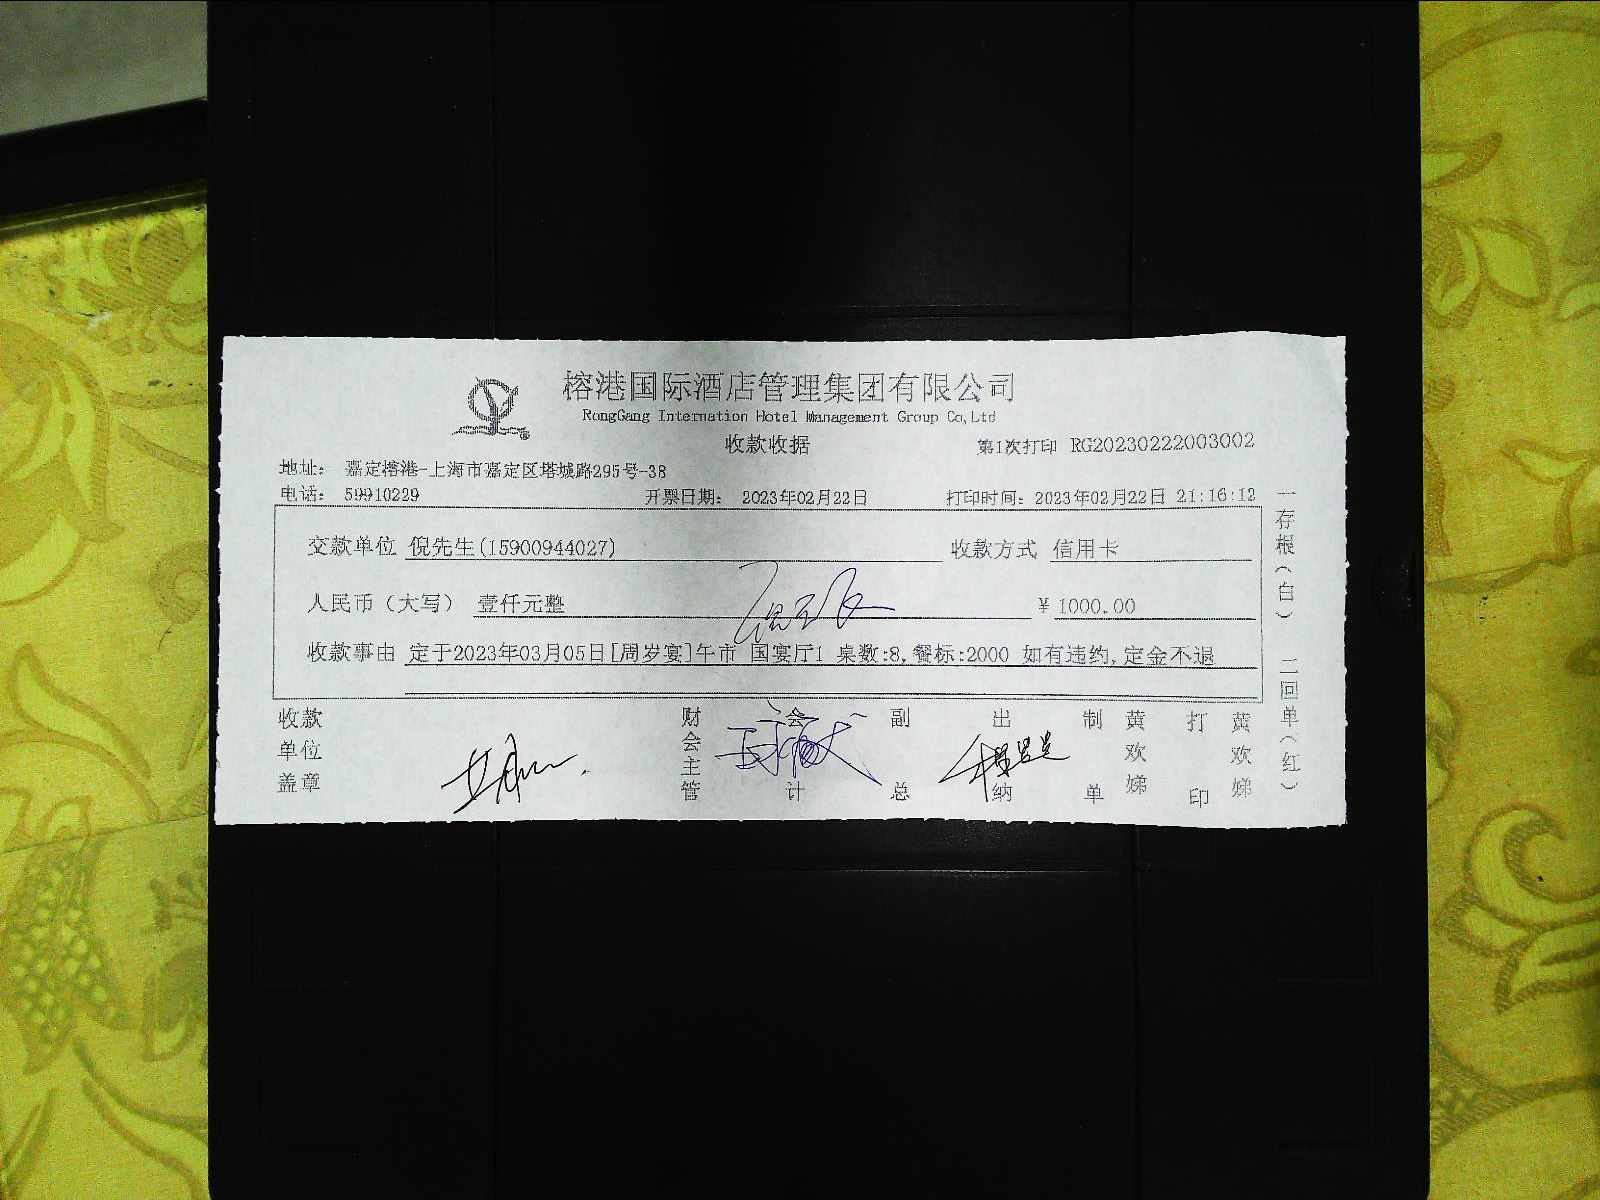 榕港国际酒店管理集团有限公司
RongGang Internation Hotel Management Group Co,Ltd
收款收据
第1次打印 RG20230222003002
地址： 嘉定榕港-上海市嘉定区塔城路295号-38
电话： 59910229 开票日期： 2023年02月22日 打印时间：2023年02月22日 21:16:12
交款单位 倪先生(15900944027) 收款方式 信用卡
人民币（大写） 壹仟元整 ￥1000.00
收款事由 定于2023年03月05日[周岁宴]午市 国宴厅1 桌数:8,餐标:2000 如有违约,定金不退
收款单位盖章 财会主管 会计 副总 出纳 制单 黄欢娣 打印 黄欢娣
一存根（白） 二回单（红）